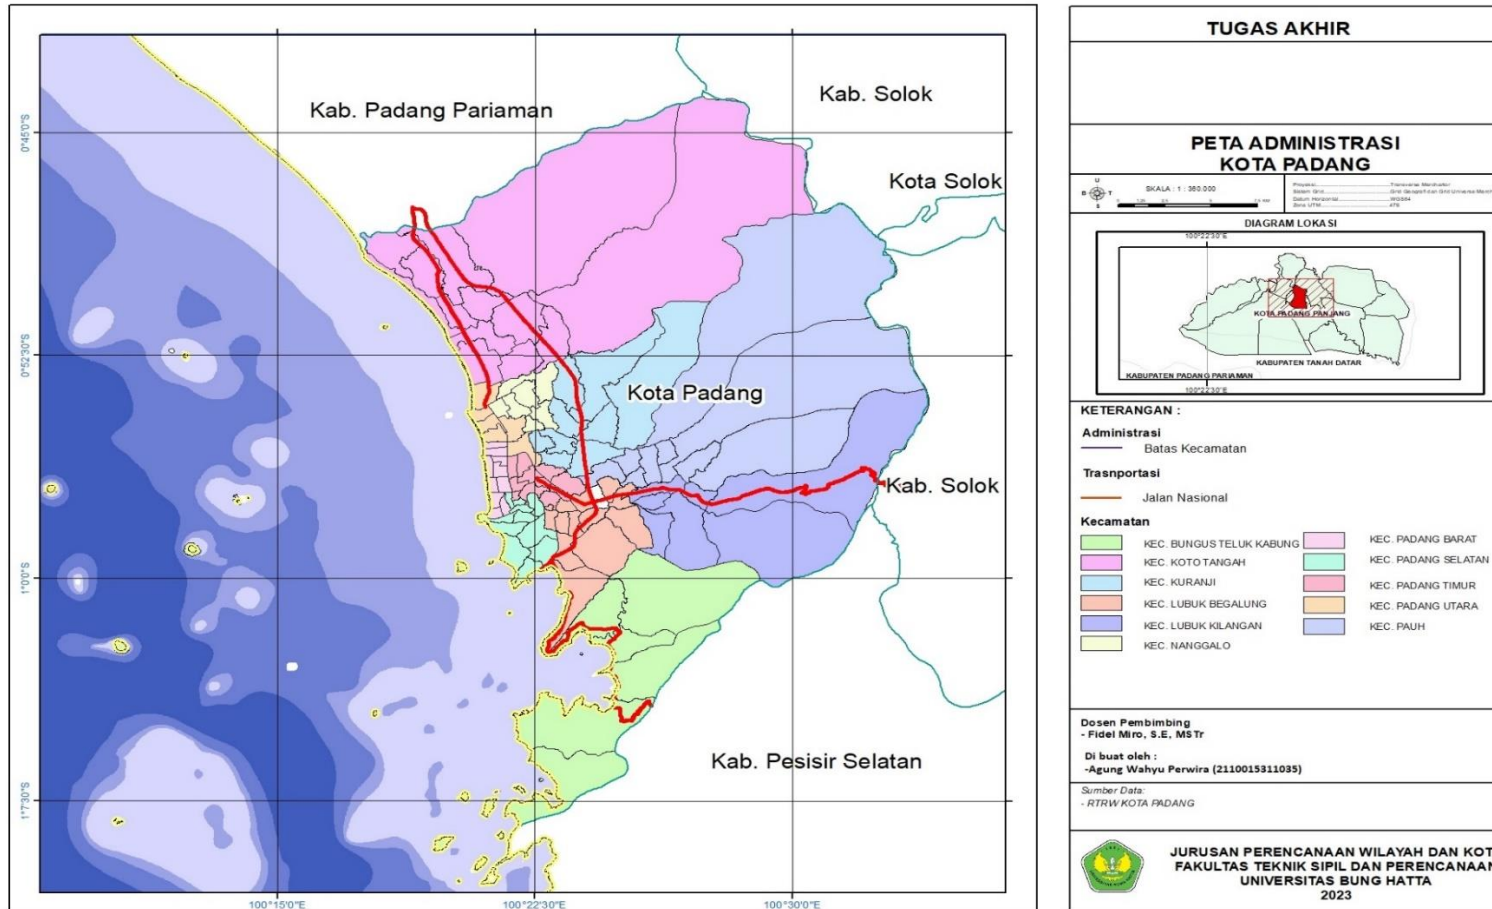 Kab. Padang Pariaman
Kab. Solok
Kota Solok
Kota Padang
Kab. Solok
Kab. Pesisir Selatan
0°45'0"S
0°52'30"S
1°0'0"S
1°7'30"S
100°15'0"E
100°22'30"E
100°30'0"E
TUGAS AKHIR
PETA ADMINISTRASI
KOTA PADANG
U
B
T
S
SKALA : 1 : 360.000
DIAGRAM LOKASI
100°22'30"E
KOTA PADANG PANJANG
KABUPATEN TANAH DATAR
KABUPATEN PADANG PARIAMAN
100°22'30"E
KETERANGAN :
Administrasi
Batas Kecamatan
Trasnportasi
Jalan Nasional
Kecamatan
KEC. BUNGUS TELUK KABUNG
KEC. KOTO TANGAH
KEC. KURANJI
KEC. LUBUK BEGALUNG
KEC. LUBUK KILANGAN
KEC. NANGGALO
KEC. PADANG BARAT
KEC. PADANG SELATAN
KEC. PADANG TIMUR
KEC. PADANG UTARA
KEC. PAUH
Dosen Pembimbing
- Fidel Miro, S.E, MSTr
Di buat oleh :
-Agung Wahyu Perwira (2110015311035)
Sumber Data:
- RTRW KOTA PADANG
JURUSAN PERENCANAAN WILAYAH DAN KOT
FAKULTAS TEKNIK SIPIL DAN PERENCANAAN
UNIVERSITAS BUNG HATTA
2023